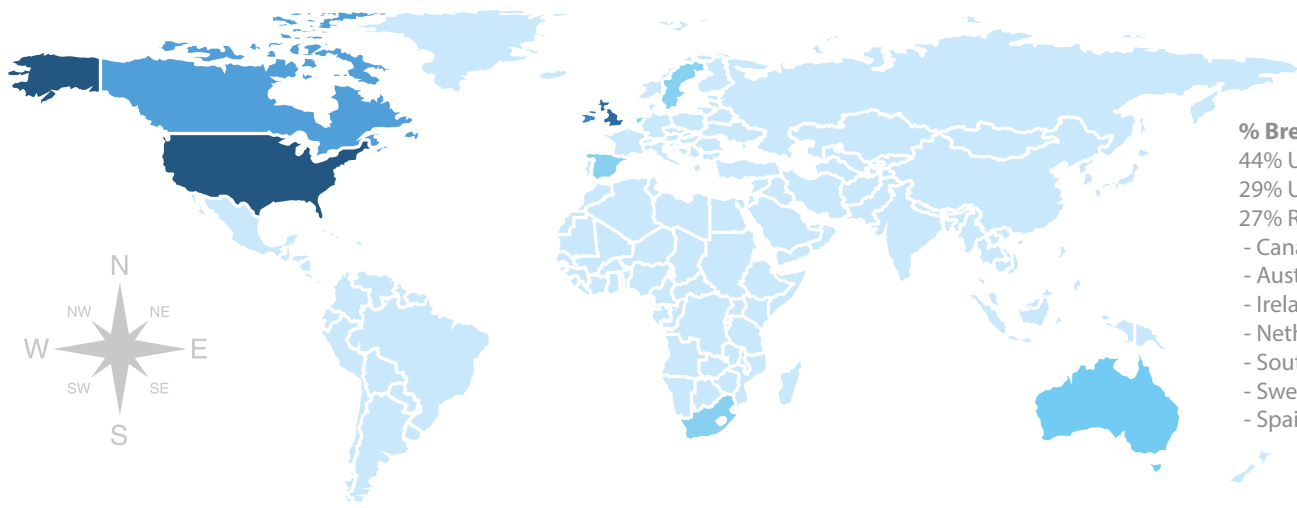 N
NW NE
W E
SW SE
S
% Bre
44% U
29% U
27% R
- Cana
- Aust
- Irela
- Neth
- Sout
- Swe
- Spai